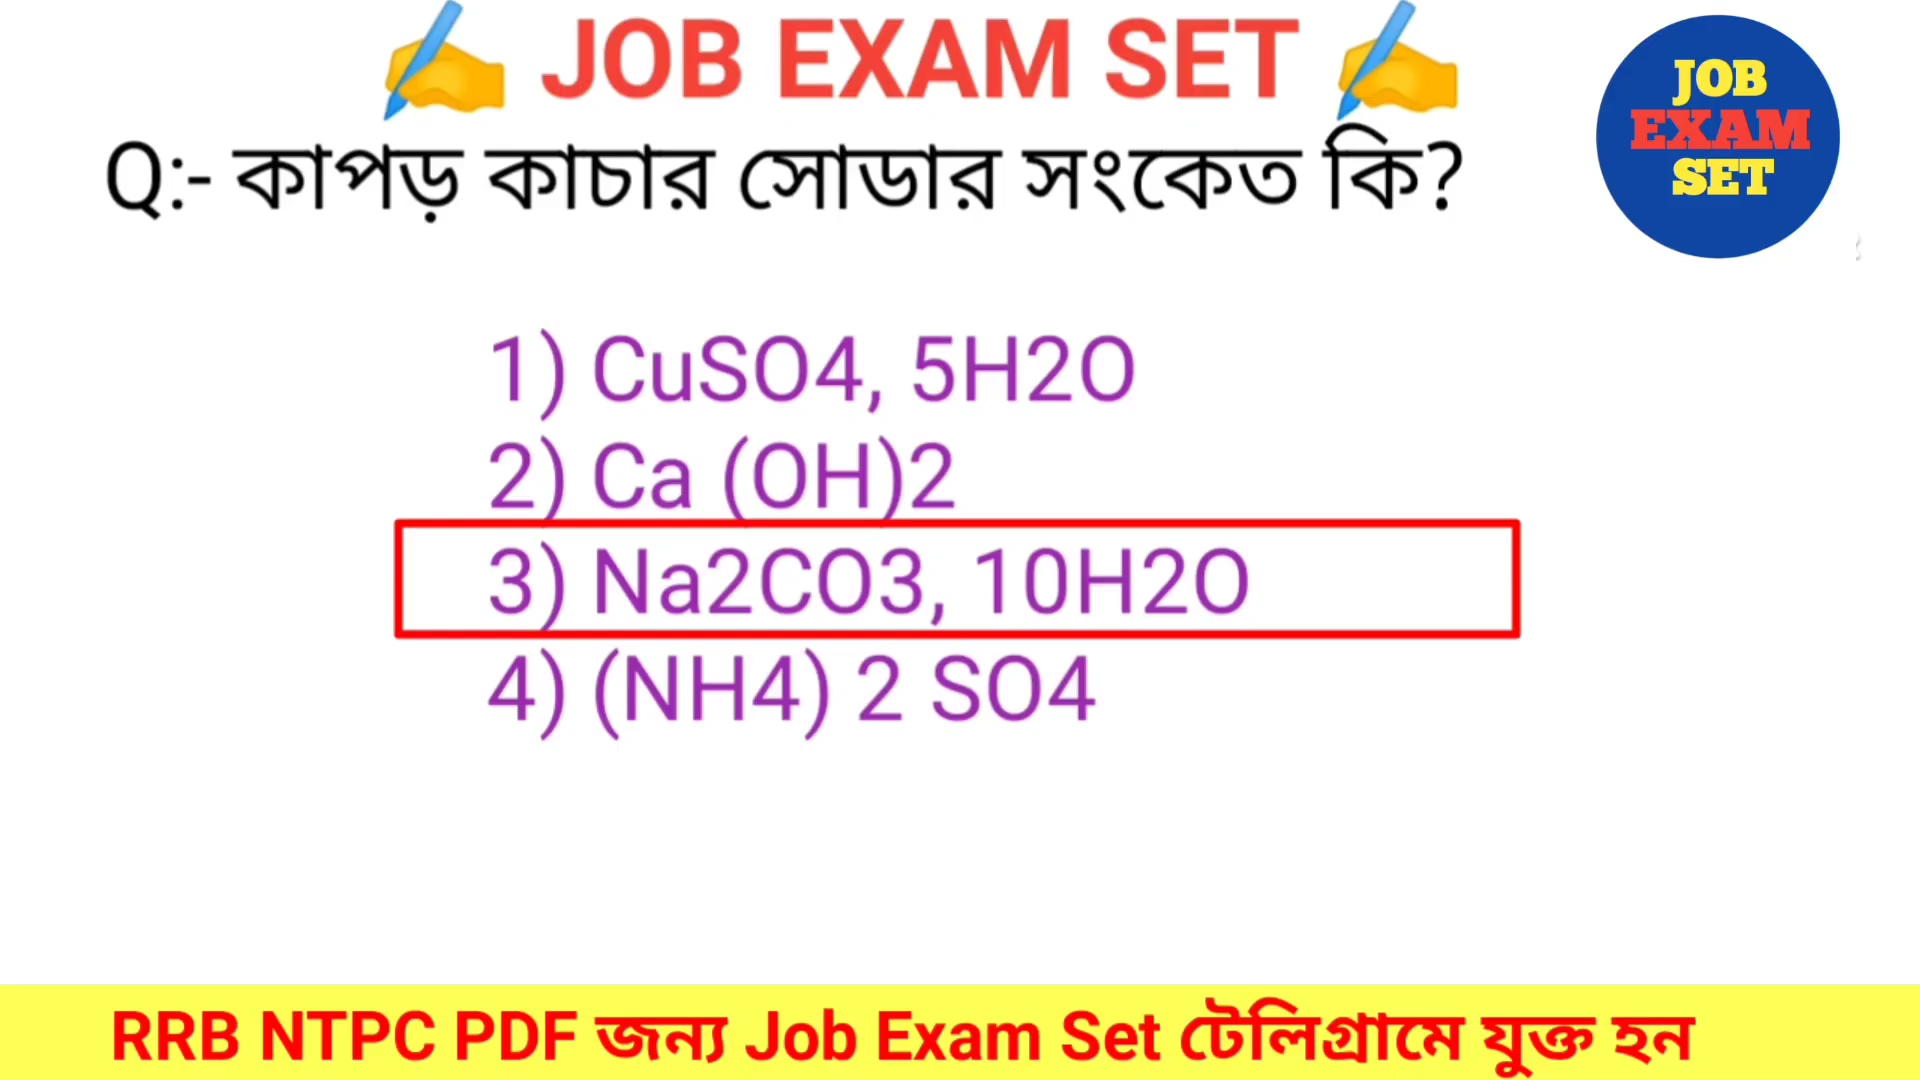 ✍️ JOB EXAM SET ✍️
JOB
EXAM
SET
Q:- কাপড় কাচার সোডার সংকেত কি?
1) CuSO4, 5H2O
2) Ca (OH)2
3) Na2CO3, 10H2O
4) (NH4) 2 SO4
RRB NTPC PDF জন্য Job Exam Set টেলিগ্রামে যুক্ত হন